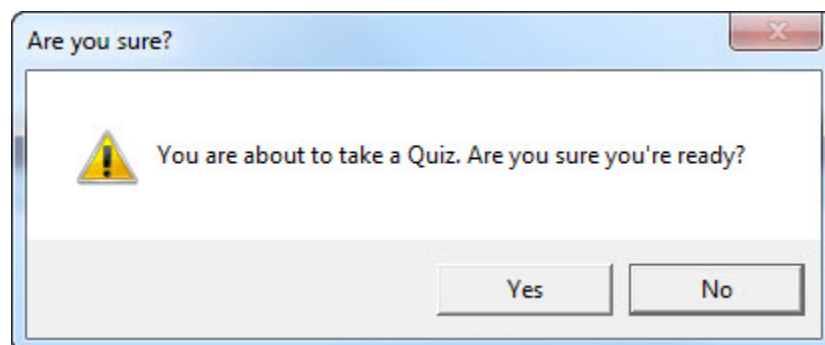 Are you sure?
You are about to take a Quiz. Are you sure you're ready?
Yes No